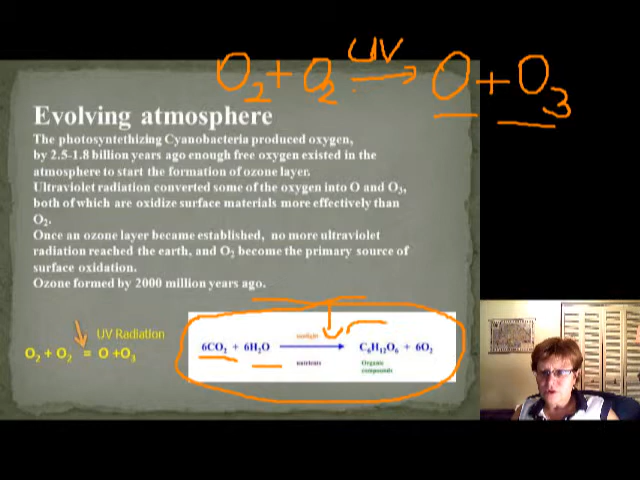 O2 + O2 UV → O + O3
Evolving atmosphere
The photosyntethizing Cyanobacteria produced oxygen,
by 2.5-1.8 billion years ago enough free oxygen existed in the
atmosphere to start the formation of ozone layer.
Ultraviolet radiation converted some of the oxygen into O and O3,
both of which are oxidize surface materials more effectively than
O2.
Once an ozone layer became established, no more ultraviolet
radiation reached the earth, and O2 become the primary source of
surface oxidation.
Ozone formed by 2000 million years ago.
UV Radiation
O2 + O2 = O +O3
sunlight
6CO2 + 6H2O → C6H12O6 + 6O2
nutrients
Organic
compounds